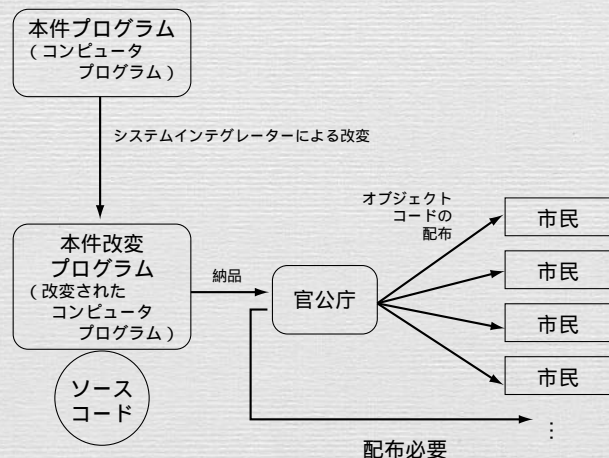 本件プログラム
（コンピュータ
プログラム）
システムインテグレーターによる改変
本件改変
プログラム
（改変された
コンピュータ
プログラム）
ソース
コード
納品
官公庁
オブジェクト
コードの
配布
市民
市民
市民
市民
…
配布必要